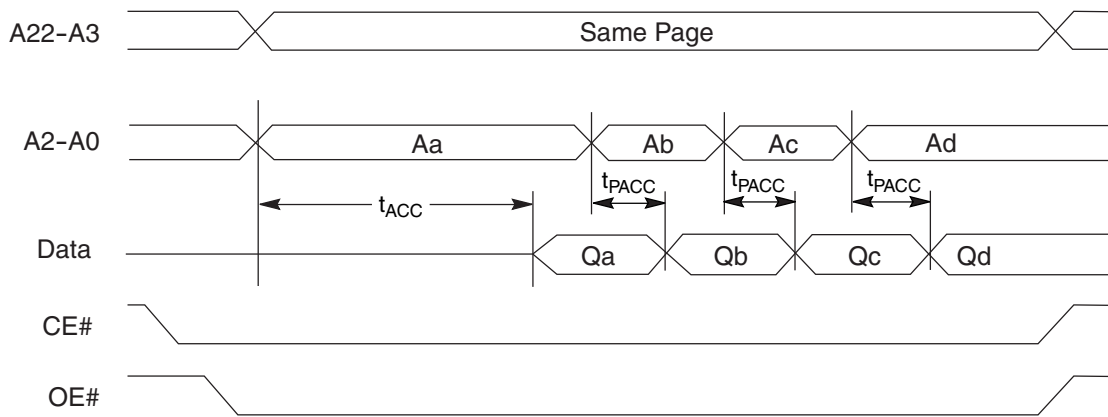 A22-A3 Same Page
A2-A0 Aa Ab Ac Ad
tACC tPACC tPACC tPACC
Data Qa Qb Qc Qd
CE#
OE#